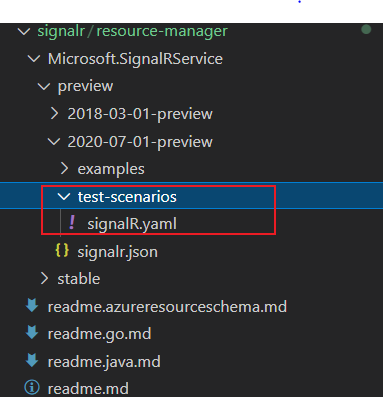 signalr/resource-manager
Microsoft.SignalRService
preview
2018-03-01-preview
2020-07-01-preview
examples
test-scenarios
! signalR.yaml
{} signalr.json
stable
readme.azureresourceschema.md
readme.go.md
readme.java.md
readme.md